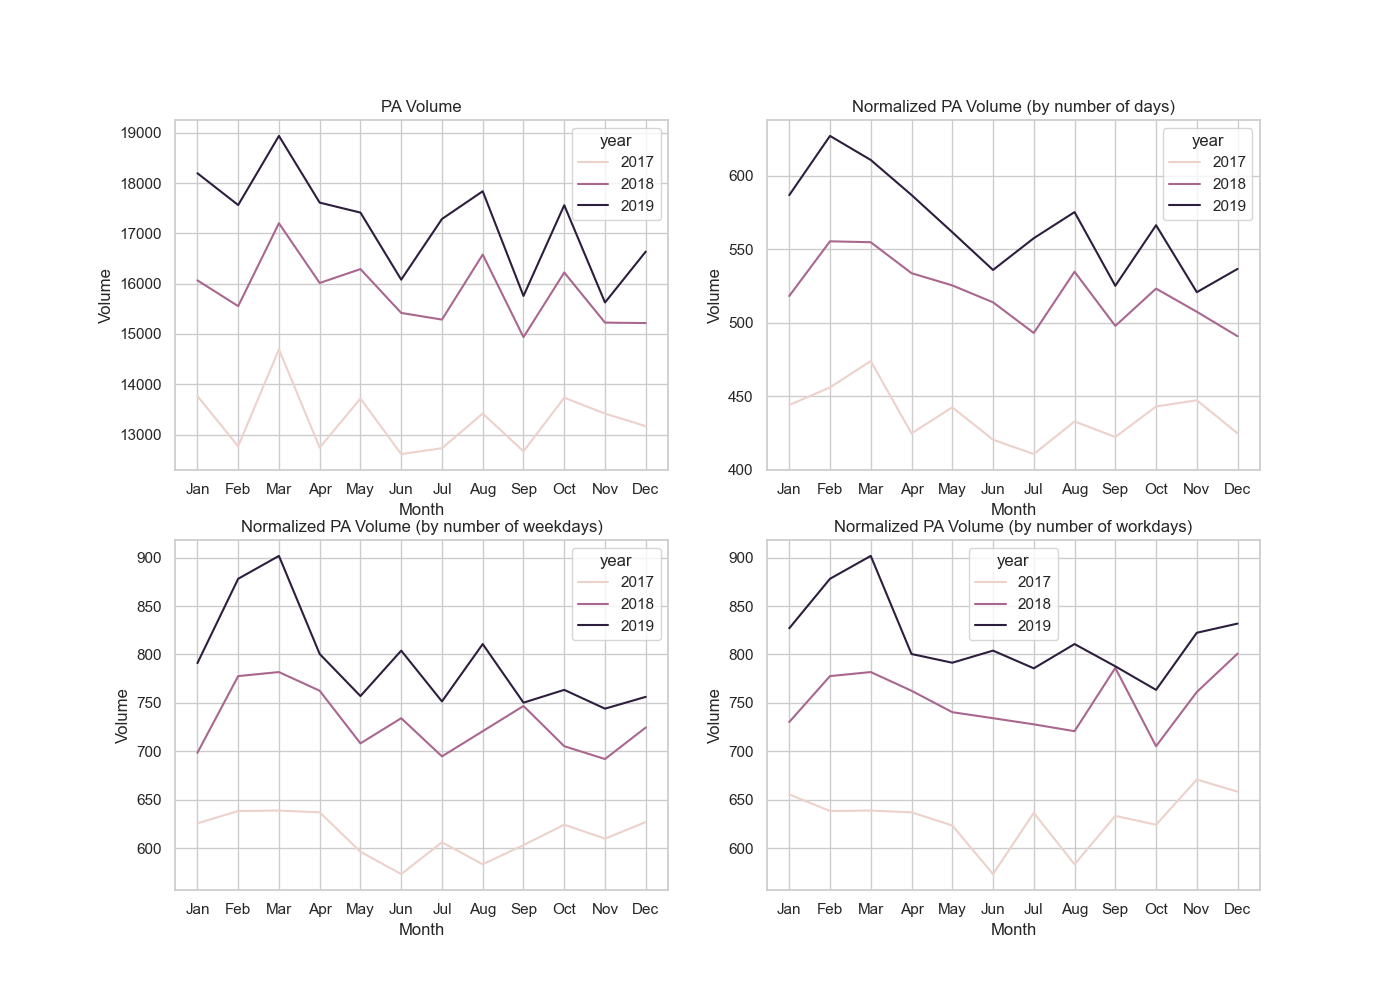 PA Volume
19000
18000
17000
16000
15000
14000
13000
Volume
year
2017
2018
2019
Jan Feb Mar Apr May Jun Jul Aug Sep Oct Nov Dec
Month
Normalized PA Volume (by number of days)
600
550
500
450
400
Volume
year
2017
2018
2019
Jan Feb Mar Apr May Jun Jul Aug Sep Oct Nov Dec
Month
Normalized PA Volume (by number of weekdays)
900
850
800
750
700
650
600
Volume
year
2017
2018
2019
Jan Feb Mar Apr May Jun Jul Aug Sep Oct Nov Dec
Month
Normalized PA Volume (by number of workdays)
900
850
800
750
700
650
600
Volume
year
2017
2018
2019
Jan Feb Mar Apr May Jun Jul Aug Sep Oct Nov Dec
Month